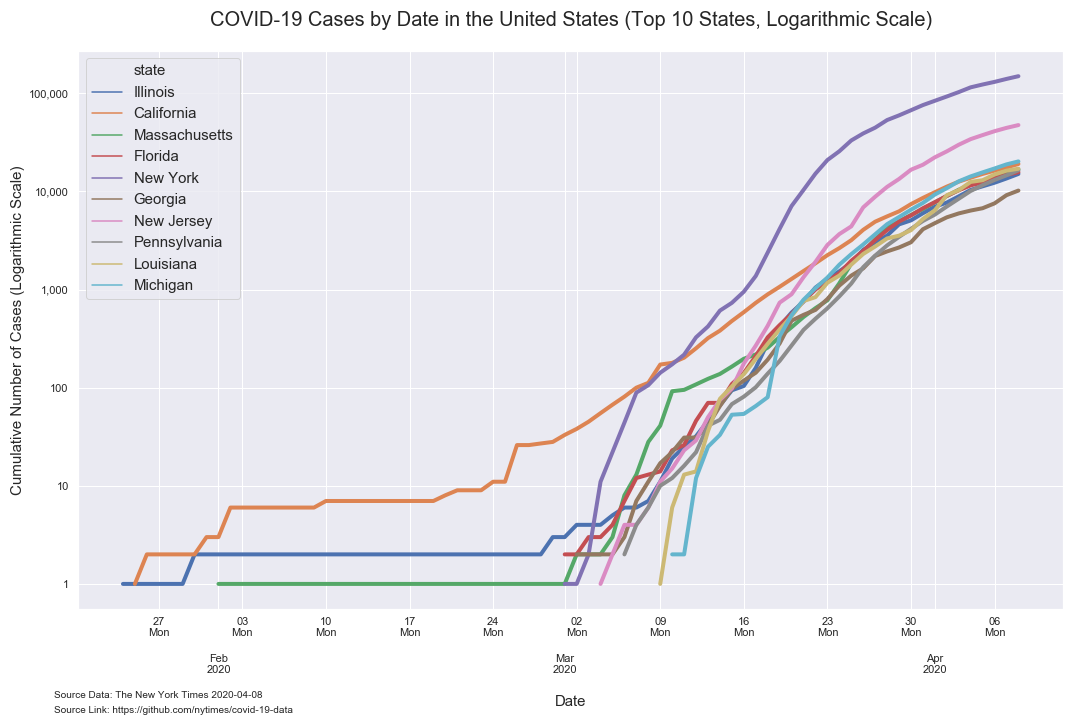 COVID-19 Cases by Date in the United States (Top 10 States, Logarithmic Scale)
Cumulative Number of Cases (Logarithmic Scale)
100,000
10,000
1,000
100
10
1
state
Illinois
California
Massachusetts
Florida
New York
Georgia
New Jersey
Pennsylvania
Louisiana
Michigan
27 03 10 17 24 02 09 16 23 30 06
Mon Mon Mon Mon Mon Mon Mon Mon Mon Mon Mon
Feb Mar Apr
2020 2020 2020
Date
Source Data: The New York Times 2020-04-08
Source Link: https://github.com/nytimes/covid-19-data